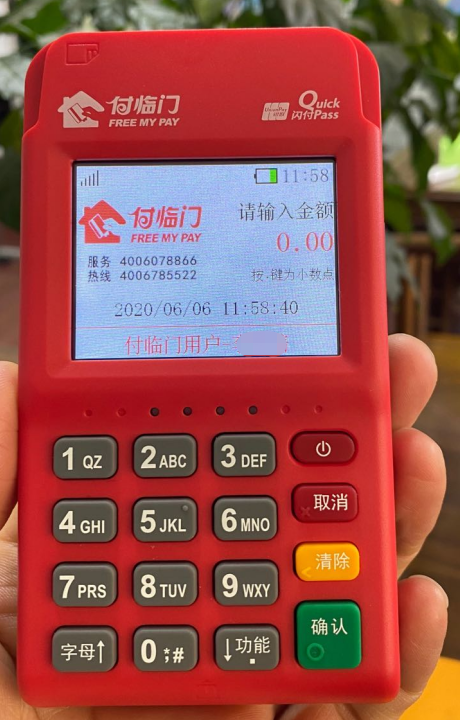 付临门
FREE MY PAY
Quick
闪付Pass
11:58
付临门
FREE MY PAY
请输入金额
0.00
服务 4006078866
热线 4006785522
按.键为小数点
2020/06/06 11:58:40
付临门用户-
1 QZ
2 ABC
3 DEF
4 GHI
5 JKL
6 MNO
取消
7 PRS
8 TUV
9 WXY
清除
字母↑
0 *,#
↓功能 .
确认